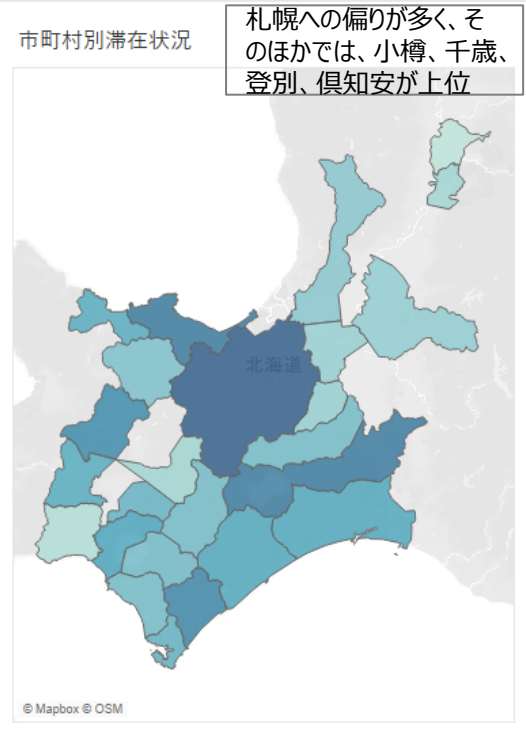 札幌への偏りが多く、そ
のほかでは、小樽、千歳、
登別、倶知安が上位
市町村別滞在状況
北海道
© Mapbox © OSM